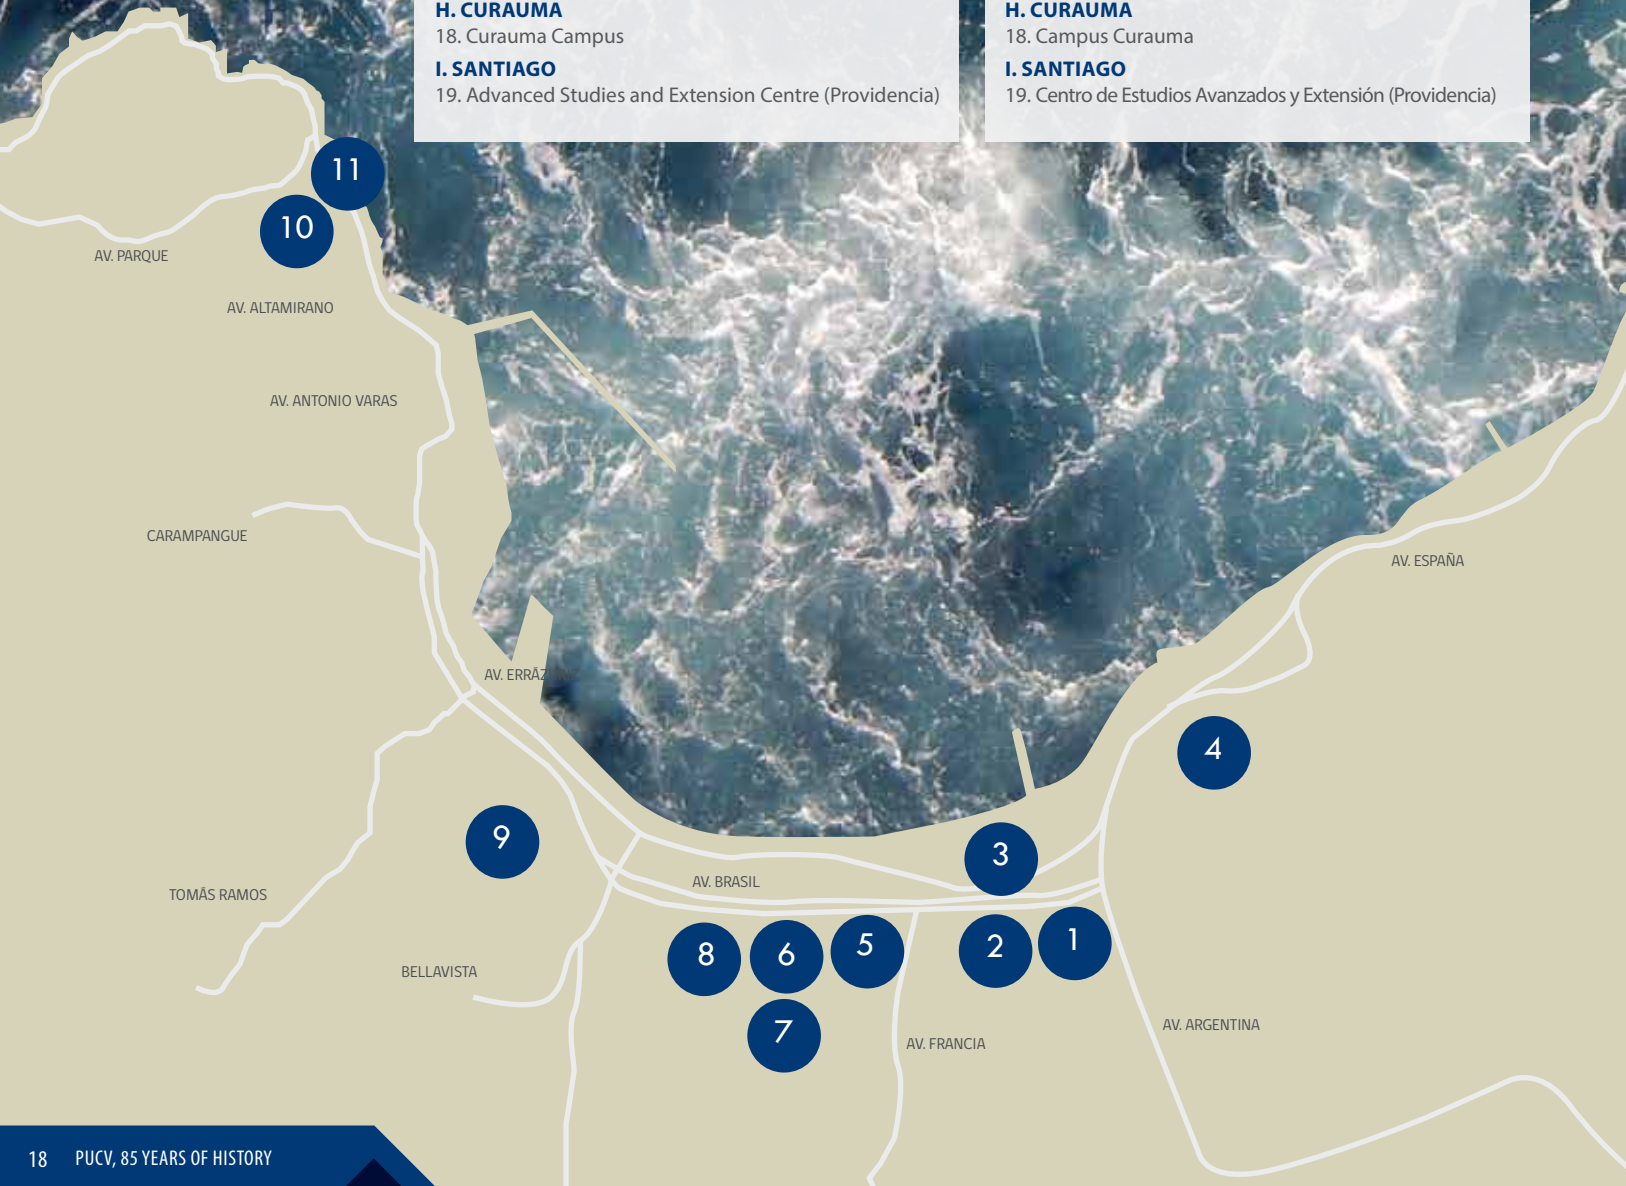 H. CURAUMA
18. Curauma Campus
I. SANTIAGO
19. Advanced Studies and Extension Centre (Providencia)
H. CURAUMA
18. Campus Curauma
I. SANTIAGO
19. Centro de Estudios Avanzados y Extensión (Providencia)
11
10
AV. PARQUE
AV. ALTAMIRANO
AV. ANTONIO VARAS
CARAMPANGUE
AV. ESPAÑA
AV. ERRÁZURIZ
4
9
3
AV. BRASIL
TOMÁS RAMOS
8
6
5
2
1
BELLAVISTA
7
AV. FRANCIA
AV. ARGENTINA
18 PUCV, 85 YEARS OF HISTORY